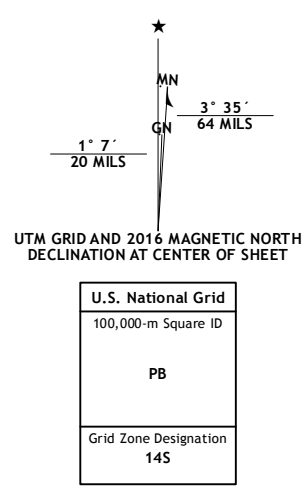 ★
MN
3° 35´
64 MILS
GN
1° 7´
20 MILS
UTM GRID AND 2016 MAGNETIC NORTH
DECLINATION AT CENTER OF SHEET
U.S. National Grid
100,000-m Square ID
PB
Grid Zone Designation
14S